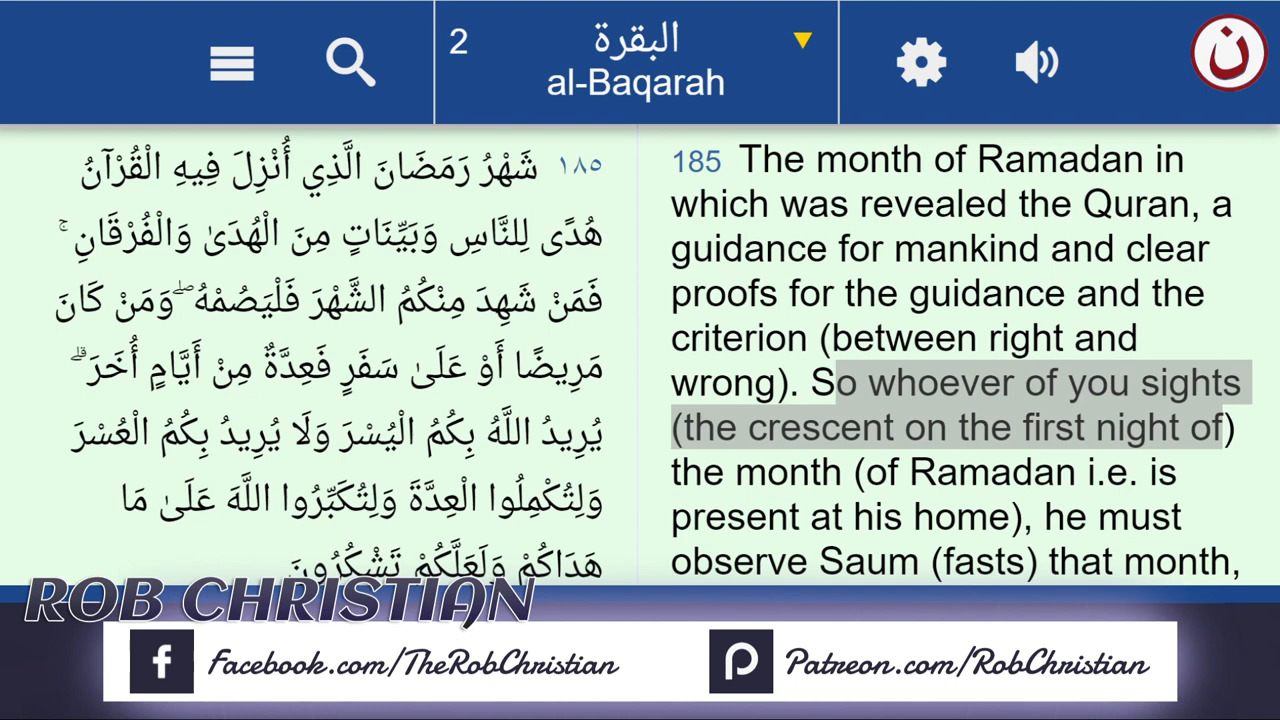 2
البقرة
al-Baqarah
ن
١٨٥ شَهْرُ رَمَضَانَ الَّذِي أُنْزِلَ فِيهِ الْقُرْآنُ
هُدًى لِلنَّاسِ وَبَيِّنَاتٍ مِنَ الْهُدَىٰ وَالْفُرْقَانِ ۚ
فَمَنْ شَهِدَ مِنْكُمُ الشَّهْرَ فَلْيَصُمْهُ ۖ وَمَنْ كَانَ
مَرِيضًا أَوْ عَلَىٰ سَفَرٍ فَعِدَّةٌ مِنْ أَيَّامٍ أُخَرَ ۗ
يُرِيدُ اللَّهُ بِكُمُ الْيُسْرَ وَلَا يُرِيدُ بِكُمُ الْعُسْرَ
وَلِتُكْمِلُوا الْعِدَّةَ وَلِتُكَبِّرُوا اللَّهَ عَلَىٰ مَا
هَدَاكُمْ وَلَعَلَّكُمْ تَشْكُرُونَ
185 The month of Ramadan in
which was revealed the Quran, a
guidance for mankind and clear
proofs for the guidance and the
criterion (between right and
wrong). So whoever of you sights
(the crescent on the first night of)
the month (of Ramadan i.e. is
present at his home), he must
observe Saum (fasts) that month,
ROB CHRISTIAN
f Facebook.com/TheRobChristian
Patreon.com/RobChristian